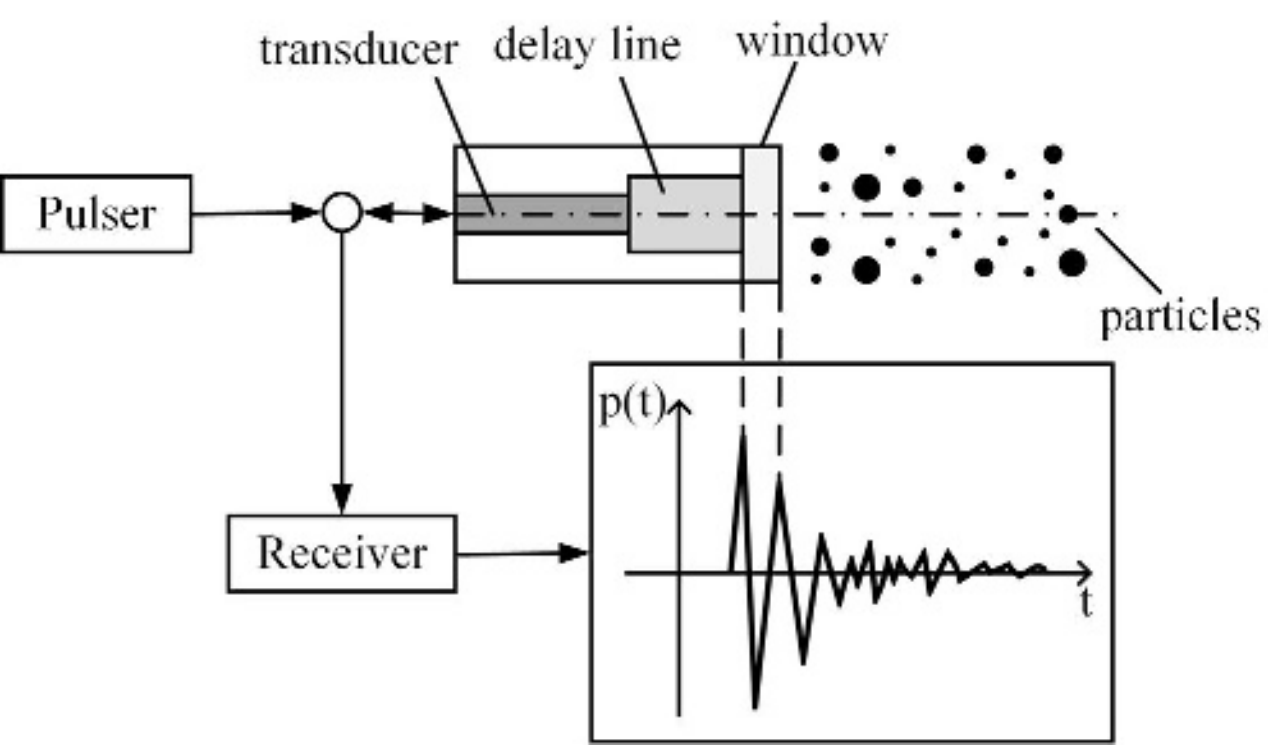 transducer delay line window
Pulser
particles
p(t)
Receiver
t